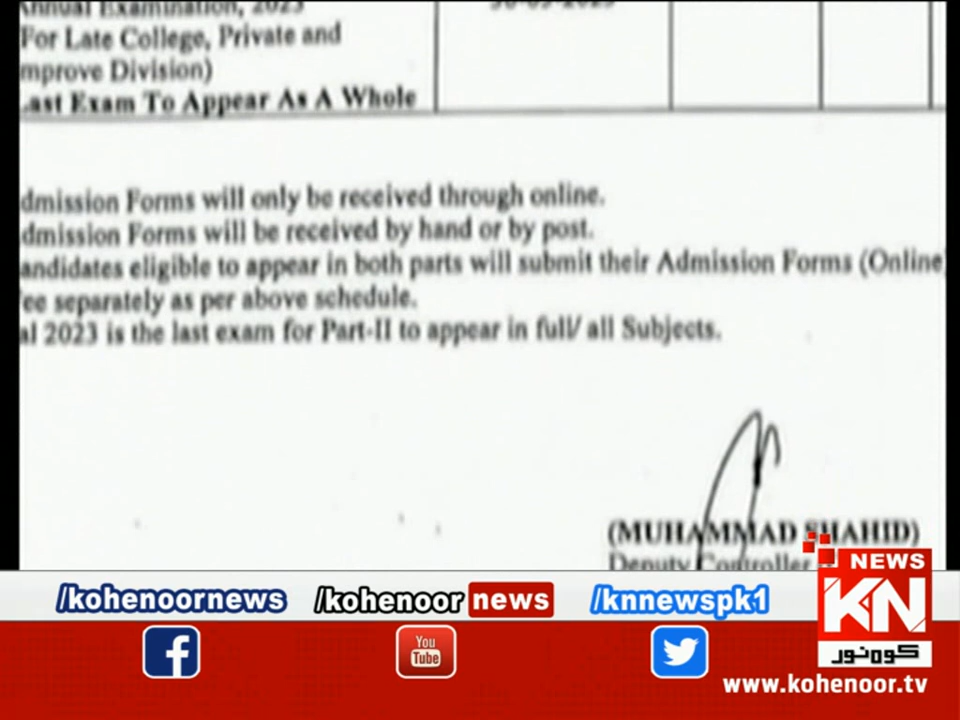 Annual Examination, 2023
For Late College, Private and
mprove Division)
Last Exam To Appear As A Whole
dmission Forms will only be received through online.
dmission Forms will be received by hand or by post.
andidates eligible to appear in both parts will submit their Admission Forms (Online)
ee separately as per above schedule.
al 2023 is the last exam for Part-II to appear in full/ all Subjects.
(MUHAMMAD SHAHID)
Deputy Controller
NEWS
KN
کوہ نور
/kohenoornews
/kohenoor news
/knnewspk1
You
Tube
www.kohenoor.tv